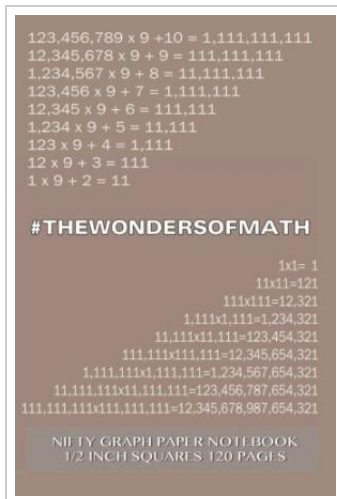 123,456,789 x 9 +10 = 1,111,111,111
12,345,678 x 9 + 9 = 111,111,111
1,234,567 x 9 + 8 = 11,111,111
123,456 x 9 + 7 = 1,111,111
12,345 x 9 + 6 = 111,111
1,234 x 9 + 5 = 11,111
123 x 9 + 4 = 1,111
12 x 9 + 3 = 111
1 x 9 + 2 = 11
#THEWONDERSOFMATH
1x1= 1
11x11=121
111x111=12,321
1,111x1,111=1,234,321
11,111x11,111=123,454,321
111,111x111,111=12,345,654,321
1,111,111x1,111,111=1,234,567,654,321
11,111,111x11,111,111=123,456,787,654,321
111,111,111x111,111,111=12,345,678,987,654,321
NIFTY GRAPH PAPER NOTEBOOK
1/2 INCH SQUARES 120 PAGES